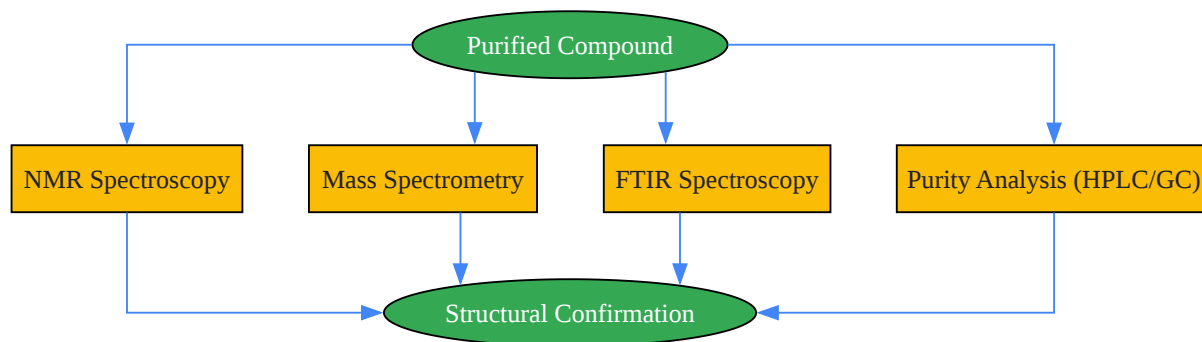 Purified Compound
NMR Spectroscopy
Mass Spectrometry
FTIR Spectroscopy
Purity Analysis (HPLC/GC)
Structural Confirmation